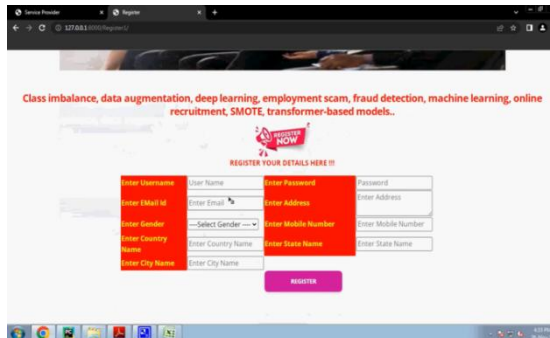 Service Provider
Register
127.0.0.1:8000/Register1/
Class imbalance, data augmentation, deep learning, employment scam, fraud detection, machine learning, online
recruitment, SMOTE, transformer-based models..
REGISTER
NOW
REGISTER YOUR DETAILS HERE !!!
Enter Username User Name Enter Password Password
Enter EMail Id Enter Email Enter Address Enter Address
Enter Gender ----Select Gender ---- Enter Mobile Number Enter Mobile Number
Enter Country
Name Enter Country Name Enter State Name Enter State Name
Enter City Name Enter City Name
REGISTER